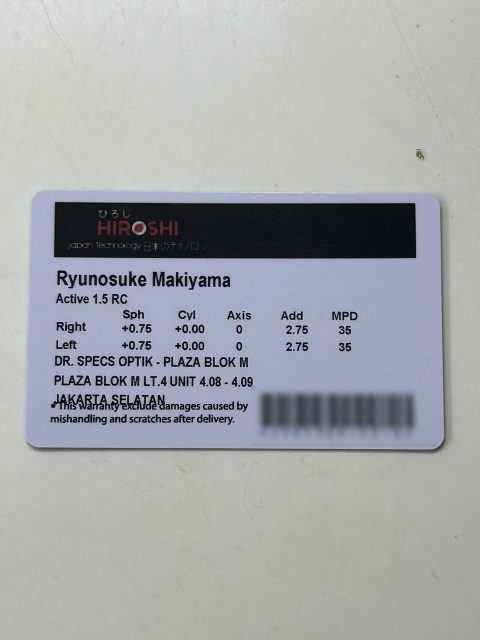 ひろし
HIROSHI
Japan Technology 日本のテクノロジ
Ryunosuke Makiyama
Active 1.5 RC
Sph Cyl Axis Add MPD
Right +0.75 +0.00 0 2.75 35
Left +0.75 +0.00 0 2.75 35
DR. SPECS OPTIK - PLAZA BLOK M
PLAZA BLOK M LT.4 UNIT 4.08 - 4.09
JAKARTA SELATAN
* This warranty exclude damages caused by
mishandling and scratches after delivery.